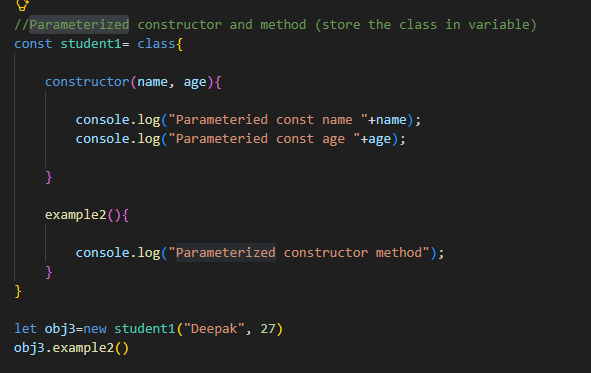 //Parameterized constructor and method (store the class in variable)
const student1= class{
constructor(name, age){
console.log("Parameteried const name "+name);
console.log("Parameteried const age "+age);
}
example2(){
console.log("Parameterized constructor method");
}
}
let obj3=new student1("Deepak", 27)
obj3.example2()